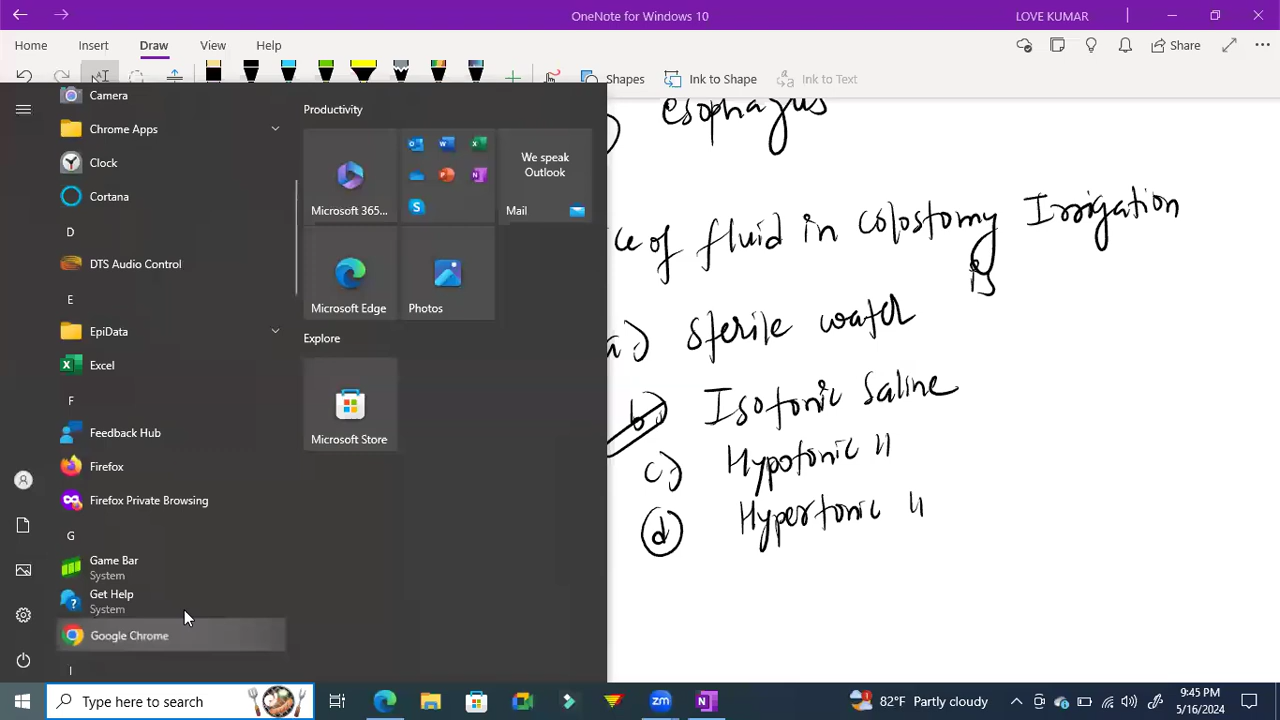 OneNote for Windows 10
LOVE KUMAR
Home
Insert
Draw
View
Help
Share
Shapes
Ink to Shape
Ink to Text
Camera
Chrome Apps
Clock
Cortana
D
DTS Audio Control
E
EpiData
Excel
F
Feedback Hub
Firefox
Firefox Private Browsing
G
Game Bar
System
Get Help
System
Google Chrome
I
Productivity
Microsoft 365...
We speak
Outlook
Mail
Microsoft Edge
Photos
Explore
Microsoft Store
esophagus
ce of fluid in colostomy Irrigation
is
a) sterile water
b) Isotonic saline
c) Hypotonic "
d Hypertonic "
Type here to search
zm
82°F Partly cloudy
9:45 PM
5/16/2024